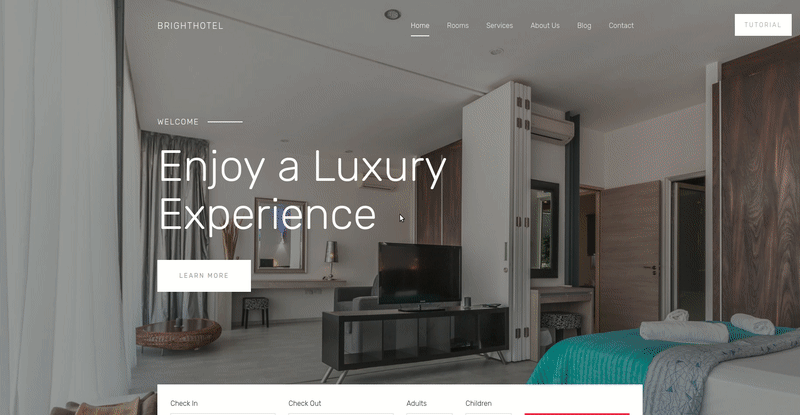 BRIGHTHOTEL
Home Rooms Services About Us Blog Contact
TUTORIAL
WELCOME
Enjoy a Luxury
Experience
LEARN MORE
Check In Check Out Adults Children